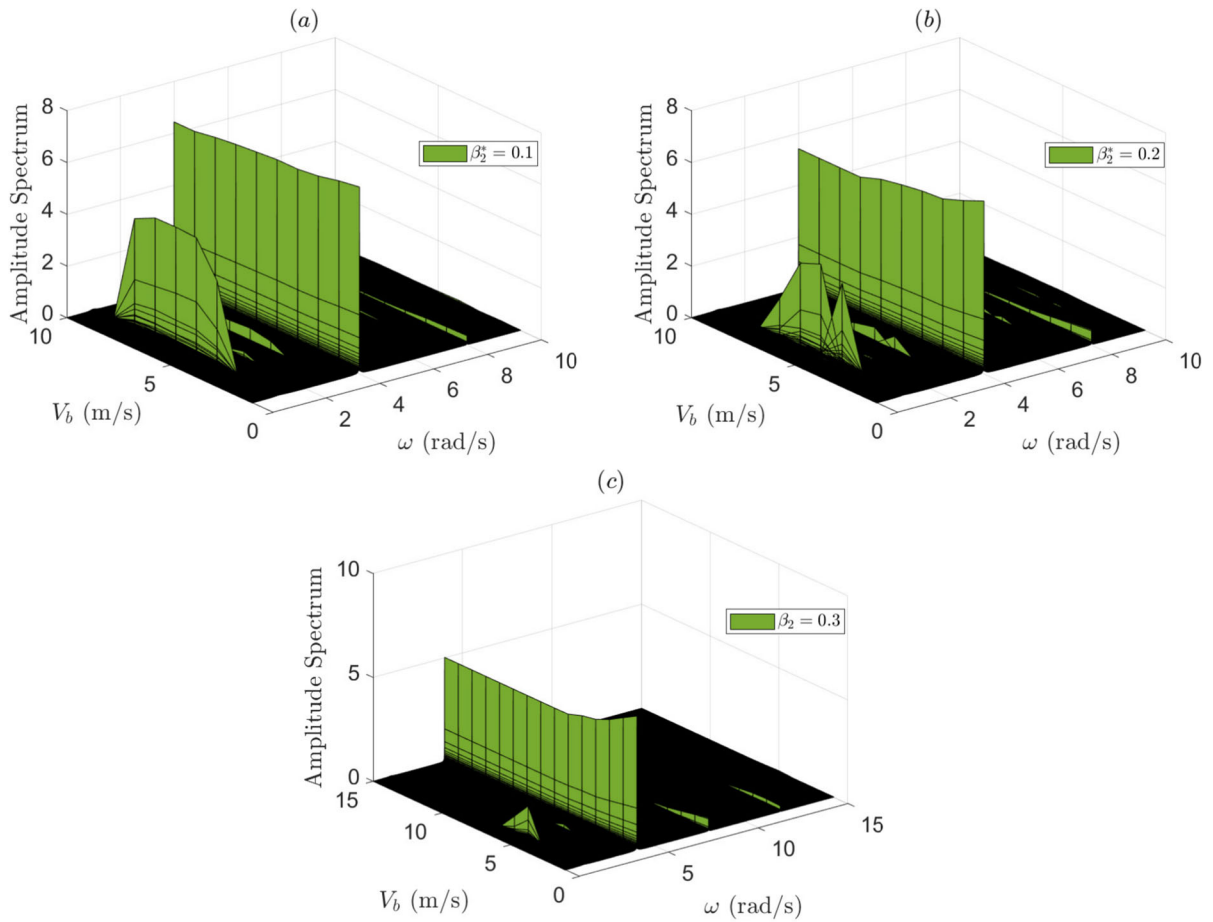 (a)
Amplitude Spectrum
8
6
4
2
0
10
5
0
V_b (m/s)
2
4
6
8
10
ω (rad/s)
β₂* = 0.1
(b)
Amplitude Spectrum
8
6
4
2
0
10
5
0
V_b (m/s)
2
4
6
8
10
ω (rad/s)
β₂* = 0.2
(c)
Amplitude Spectrum
10
5
0
15
10
5
0
V_b (m/s)
5
10
15
ω (rad/s)
β₂ = 0.3